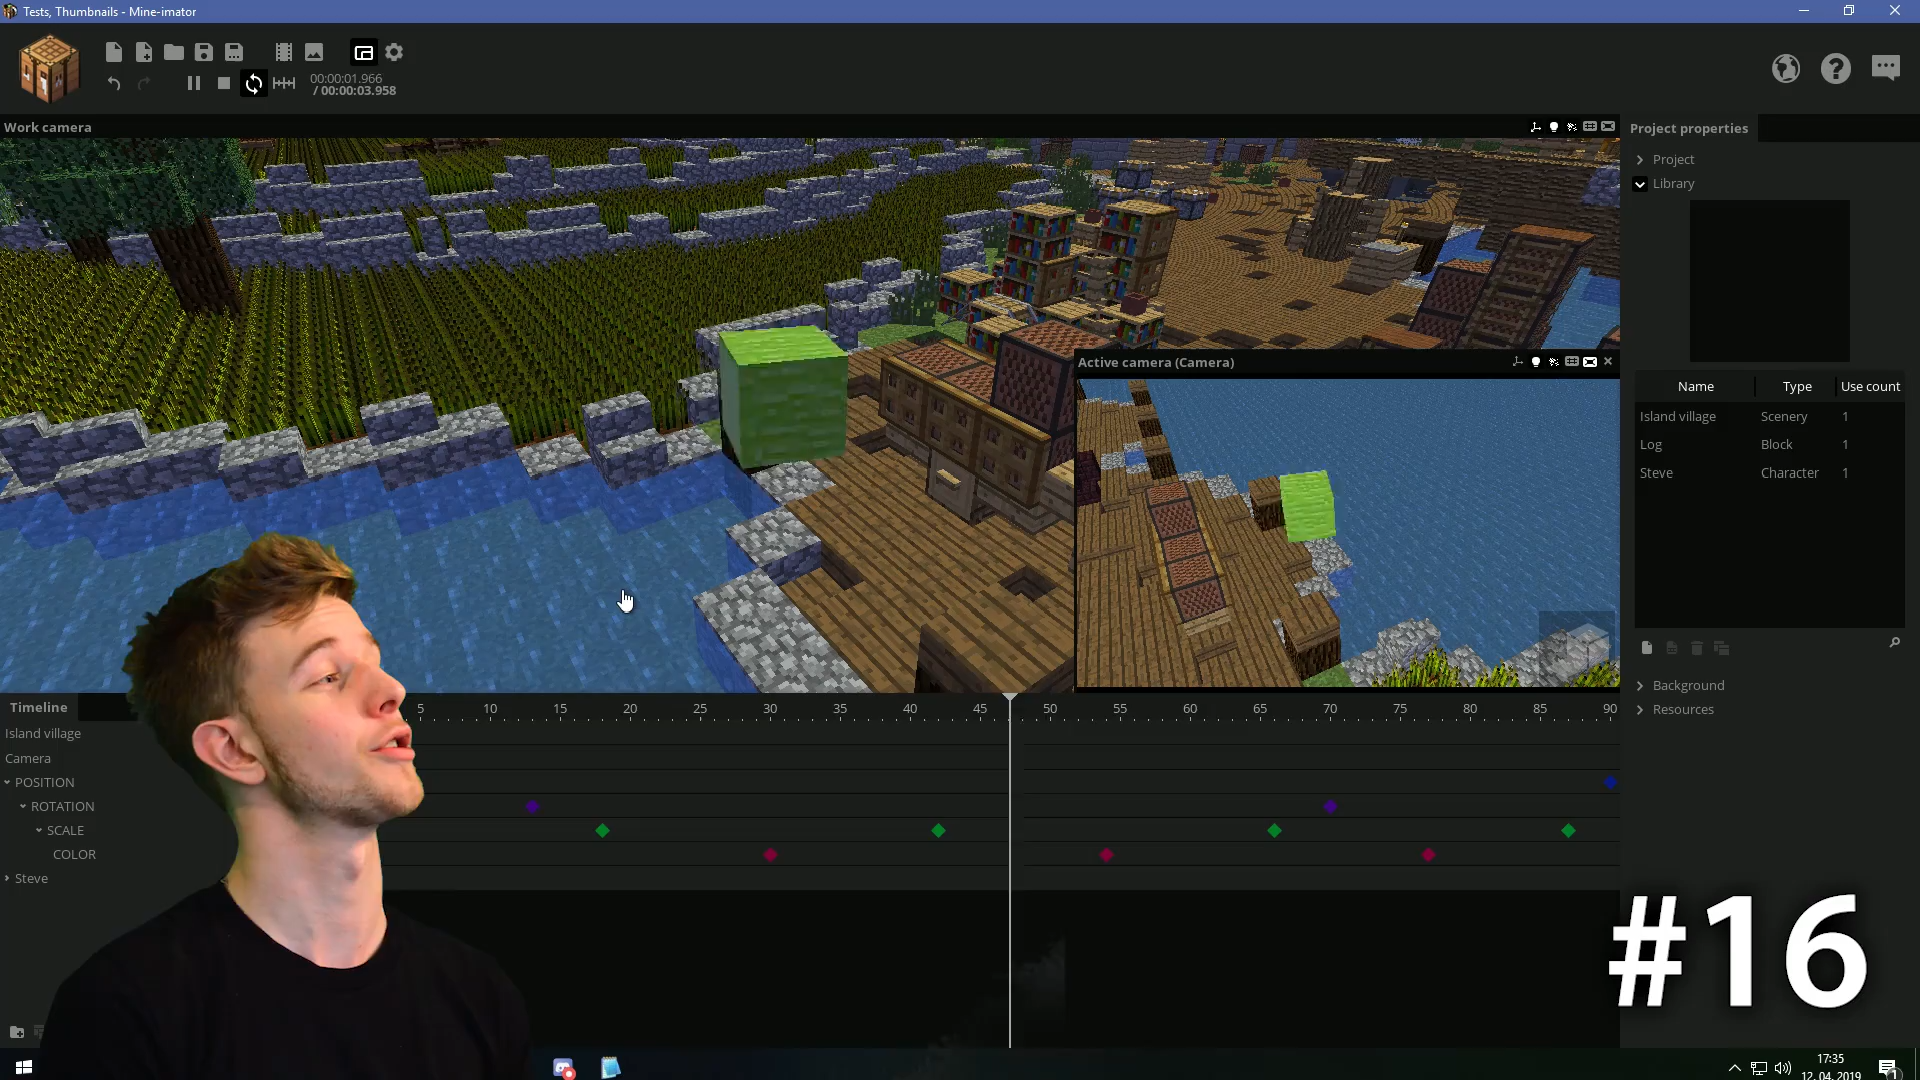 Tests, Thumbnails - Mine-imator
00:00:01.966
/ 00:00:03.958
Work camera
Project properties
Project
Library
Active camera (Camera)
Name Type Use count
Island village Scenery 1
Log Block 1
Steve Character 1
Background
Resources
Timeline
5 10 15 20 25 30 35 40 45 50 55 60 65 70 75 80 85 90
Island village
Camera
POSITION
ROTATION
SCALE
COLOR
Steve
#16
17:35
12.04.2019
1